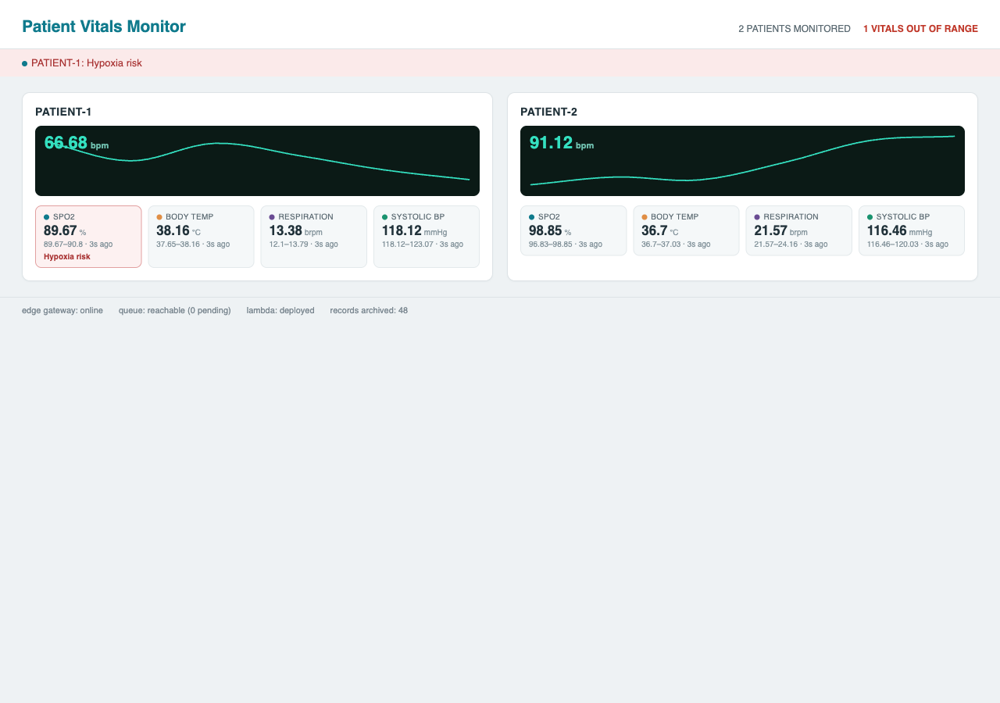 Patient Vitals Monitor
2 PATIENTS MONITORED 1 VITALS OUT OF RANGE
PATIENT-1: Hypoxia risk
PATIENT-1
66.68 bpm
SPO2
89.67 %
89.67–90.8 · 3s ago
Hypoxia risk
BODY TEMP
38.16 °C
37.65–38.16 · 3s ago
RESPIRATION
13.38 brpm
12.1–13.79 · 3s ago
SYSTOLIC BP
118.12 mmHg
118.12–123.07 · 3s ago
PATIENT-2
91.12 bpm
SPO2
98.85 %
96.83–98.85 · 3s ago
BODY TEMP
36.7 °C
36.7–37.03 · 3s ago
RESPIRATION
21.57 brpm
21.57–24.16 · 3s ago
SYSTOLIC BP
116.46 mmHg
116.46–120.03 · 3s ago
edge gateway: online queue: reachable (0 pending) lambda: deployed records archived: 48